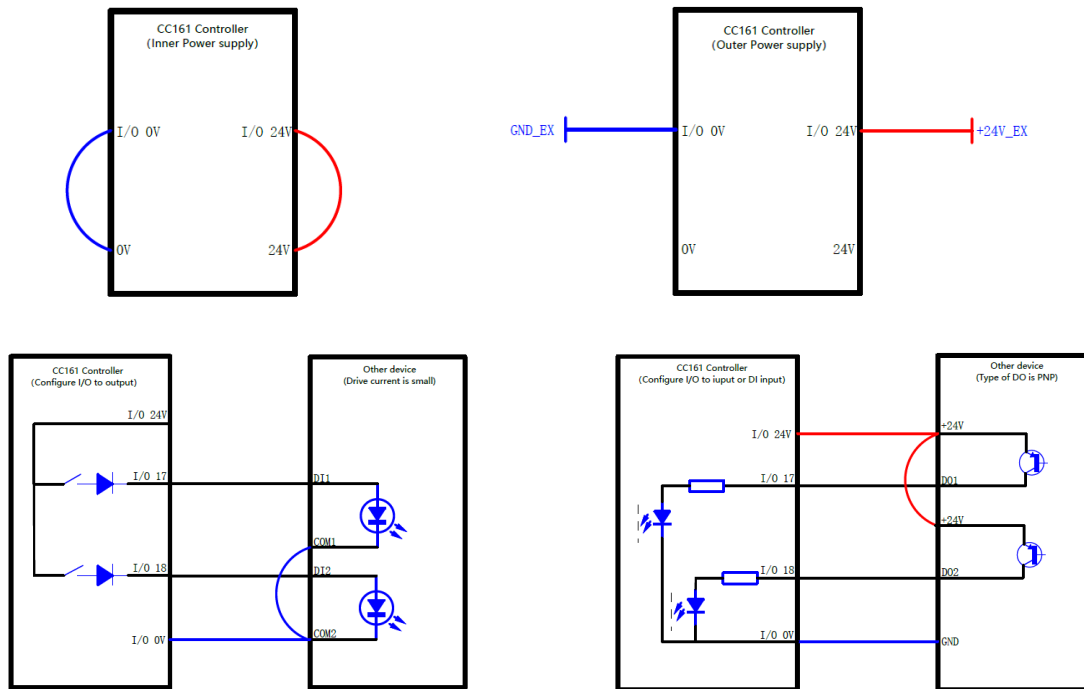 CC161 Controller
(Inner Power supply)
I/O 0V
I/O 24V
0V
24V
CC161 Controller
(Outer Power supply)
GND_EX
I/O 0V
I/O 24V
+24V_EX
0V
24V
CC161 Controller
(Configure I/O to output)
I/O 24V
I/O 17
I/O 18
I/O 0V
Other device
(Drive current is small)
DI1
COM1
DI2
COM2
CC161 Controller
(Configure I/O to iuput or DI input)
I/O 24V
I/O 17
I/O 18
I/O 0V
Other device
(Type of DO is PNP)
+24V
DO1
+24V
DO2
GND